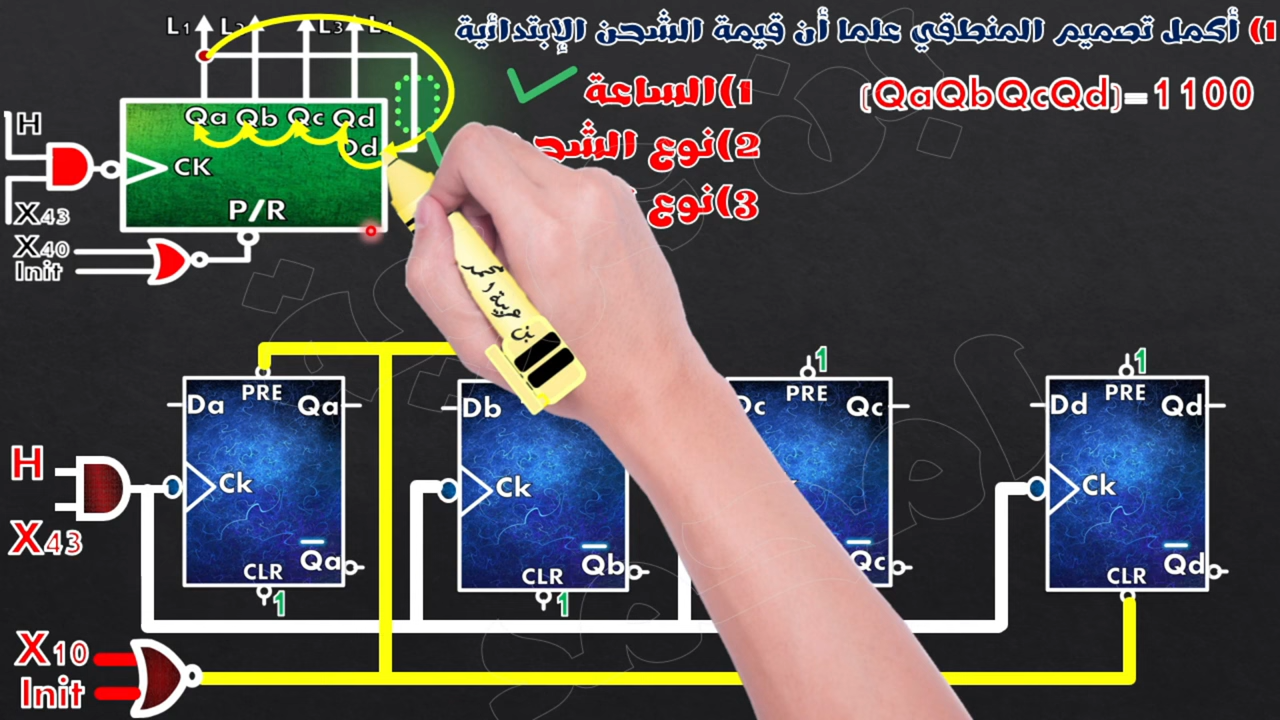 1) أكمل تصميم المنطقي علما أن قيمة الشحن الإبتدائية
(QaQbQcQd)=1100
1)الساعة
2)نوع الشحن
3)نوع
L1 L2 L3 L4
Qa Qb Qc Qd
Dd
H
CK
X43
P/R
X40
Init
1 1
PRE PRE PRE
Da Qa Db Dc Qc Dd Qd
H
Ck Ck Ck
X43
Qa Qb Qc Qd
CLR CLR CLR
1 1
X10
Init